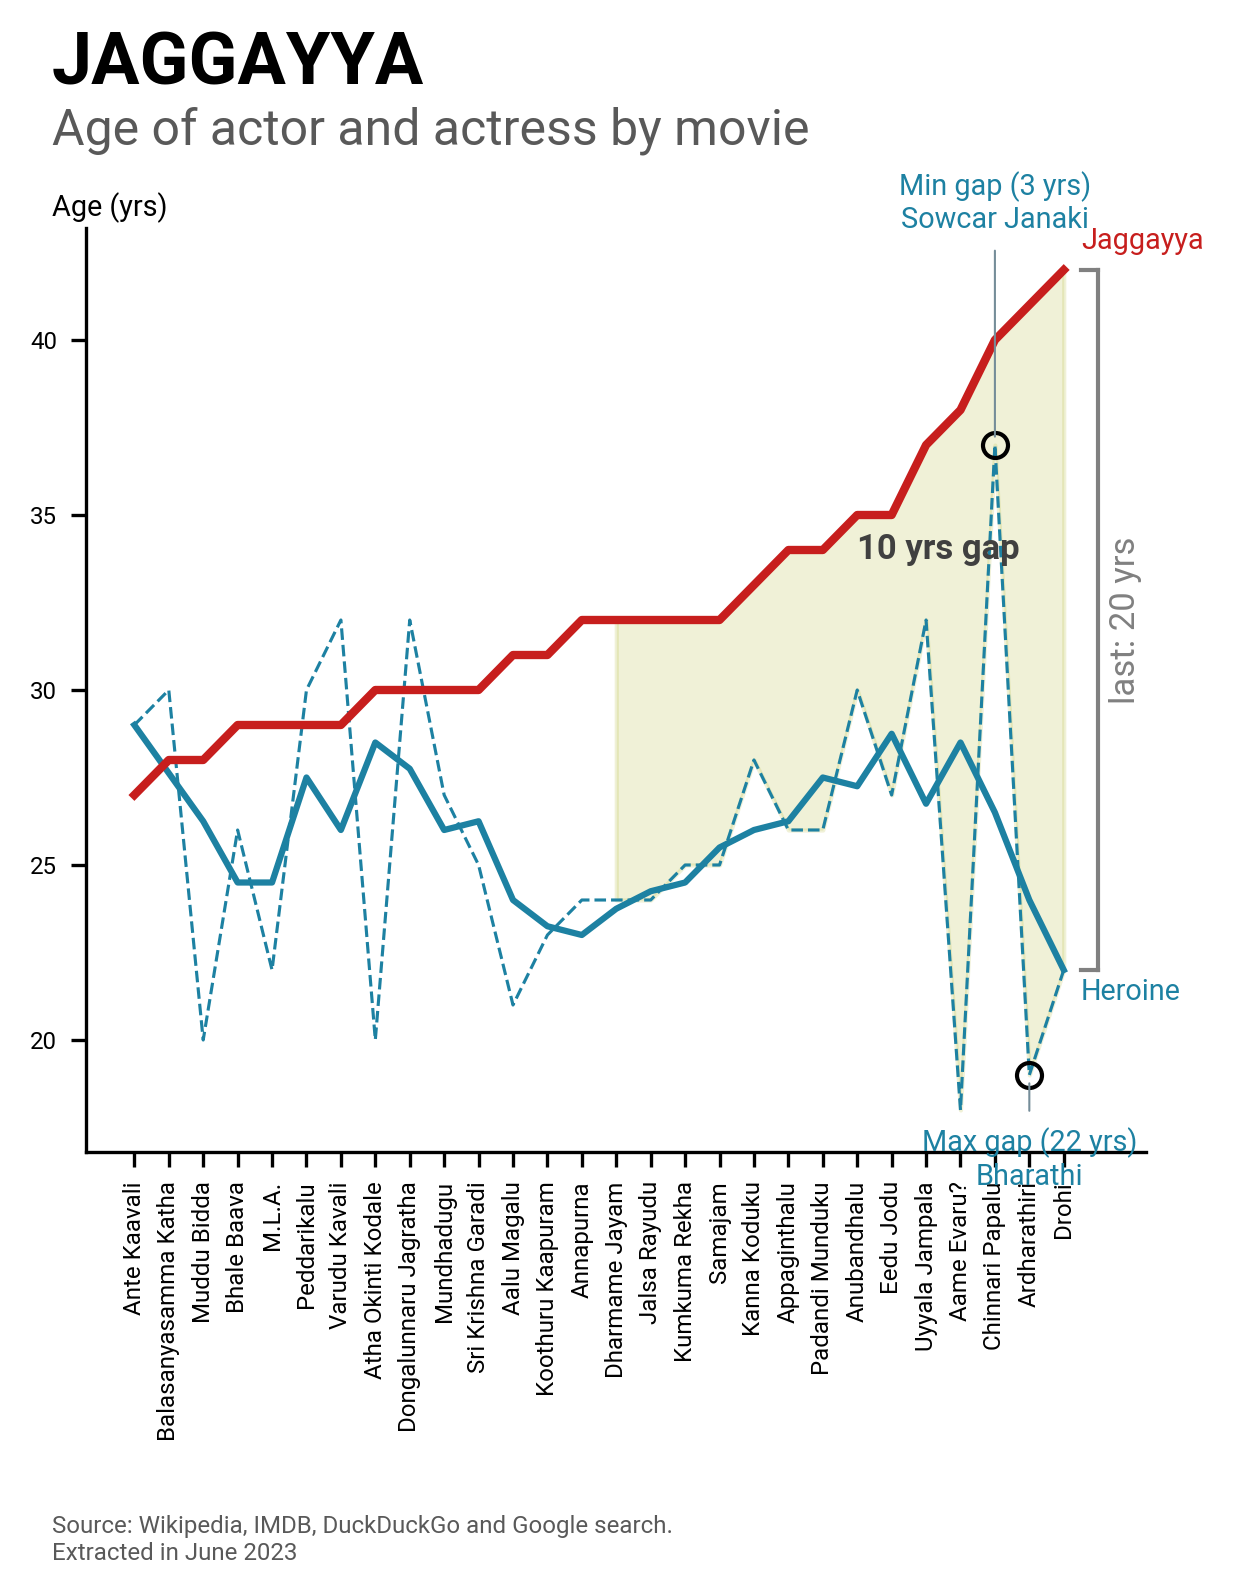 JAGGAYYA
Age of actor and actress by movie
Min gap (3 yrs)
Sowcar Janaki
Age (yrs)
Jaggayya
40
35
30
25
20
10 yrs gap
last: 20 yrs
Heroine
Max gap (22 yrs)
Bharathi
Ante Kaavali
Balasanyasamma Katha
Muddu Bidda
Bhale Baava
M.L.A.
Peddarikalu
Varudu Kavali
Atha Okinti Kodale
Dongalunnaru Jagratha
Mundhadugu
Sri Krishna Garadi
Aalu Magalu
Koothuru Kaapuram
Annapurna
Dharmame Jayam
Jalsa Rayudu
Kumkuma Rekha
Samajam
Kanna Koduku
Appaginthalu
Padandi Munduku
Anubandhalu
Eedu Jodu
Uyyala Jampala
Aame Evaru?
Chinnari Papalu
Ardharathiri
Drohi
Source: Wikipedia, IMDB, DuckDuckGo and Google search.
Extracted in June 2023